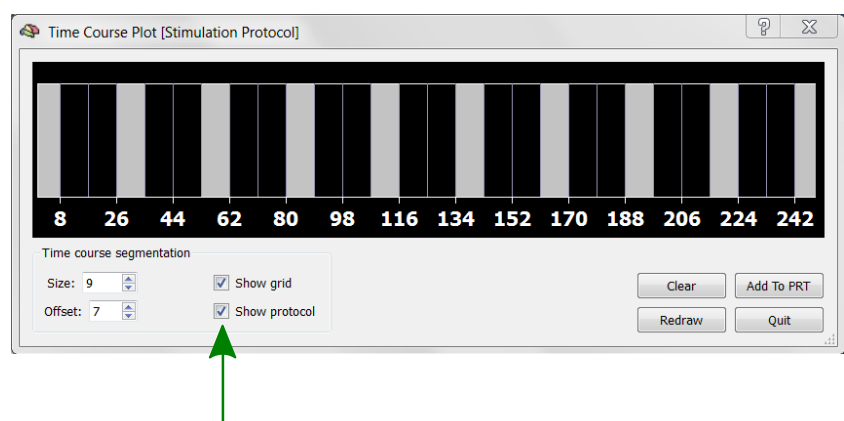 Time Course Plot [Stimulation Protocol]
8 26 44 62 80 98 116 134 152 170 188 206 224 242
Time course segmentation
Size: 9 Show grid Clear Add To PRT
Offset: 7 Show protocol Redraw Quit